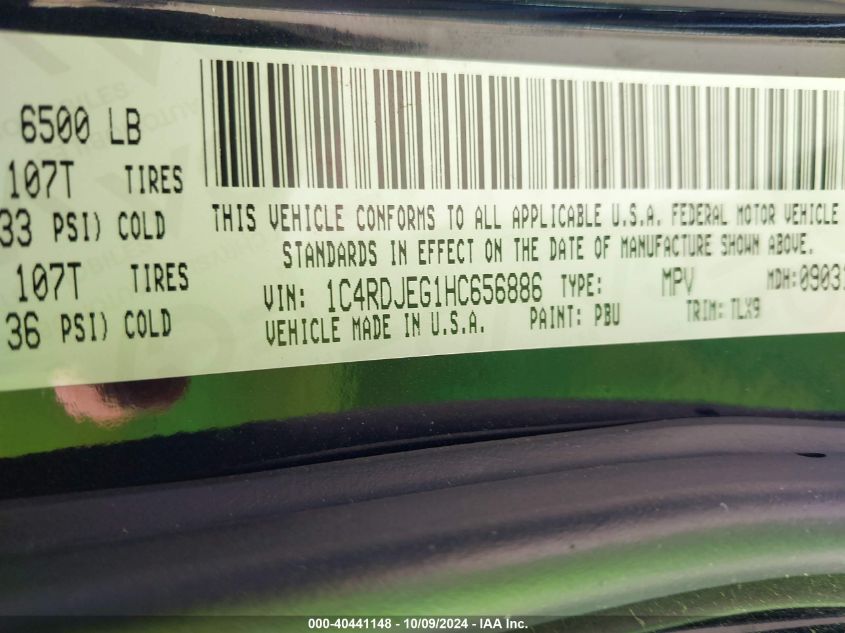 6500 LB
107T TIRES
33 PSI) COLD
107T TIRES
36 PSI) COLD
THIS VEHICLE CONFORMS TO ALL APPLICABLE U.S.A. FEDERAL MOTOR VEHICLE
STANDARDS IN EFFECT ON THE DATE OF MANUFACTURE SHOWN ABOVE.
VIN: 1C4RDJEG1HC656886 TYPE: MPV MDH:09031
VEHICLE MADE IN U.S.A. PAINT: PBU TRIM: TLX9
000-40441148 - 10/09/2024 - IAA Inc.